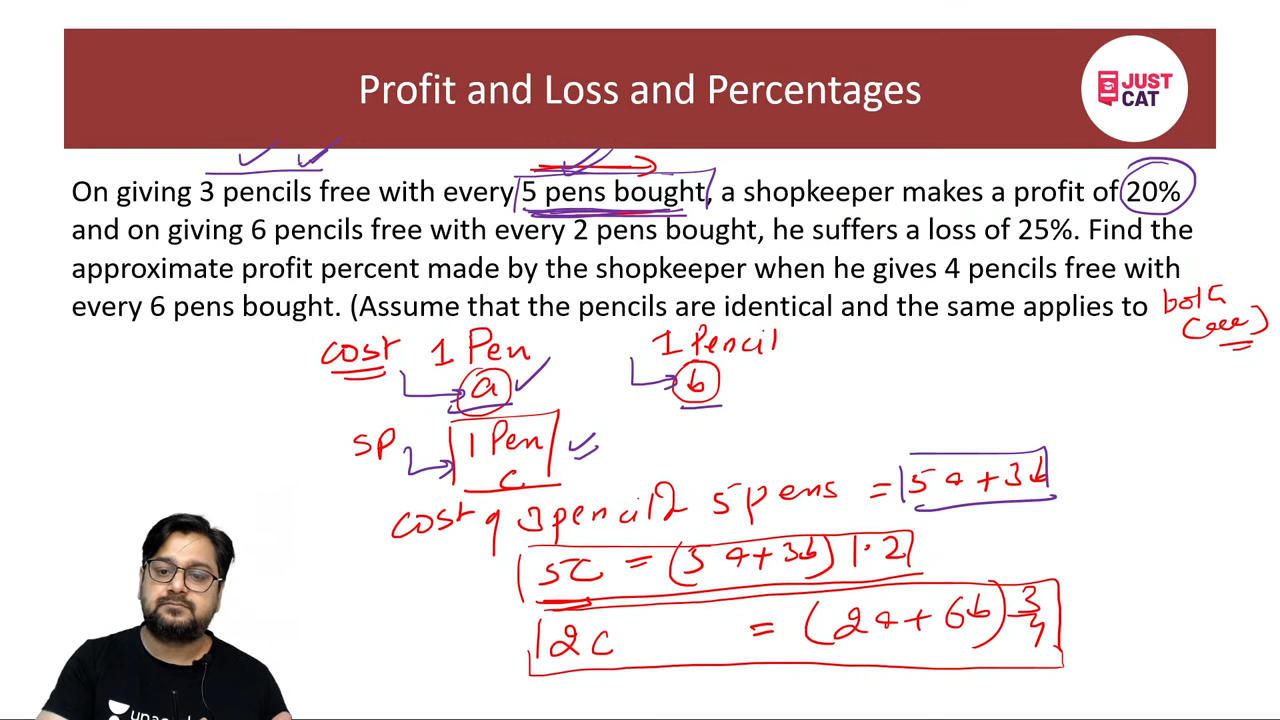 Profit and Loss and Percentages
JUST
CAT
On giving 3 pencils free with every 5 pens bought, a shopkeeper makes a profit of 20%
and on giving 6 pencils free with every 2 pens bought, he suffers a loss of 25%. Find the
approximate profit percent made by the shopkeeper when he gives 4 pencils free with
every 6 pens bought. (Assume that the pencils are identical and the same applies to both
cost 1 Pen 1 Pencil
a b
SP 1 Pen
c
cost of 3 pencil 2 5 pens = 5a+3b
5c = (5a+3b) 1.2
2c = (2a+6b) 3/4